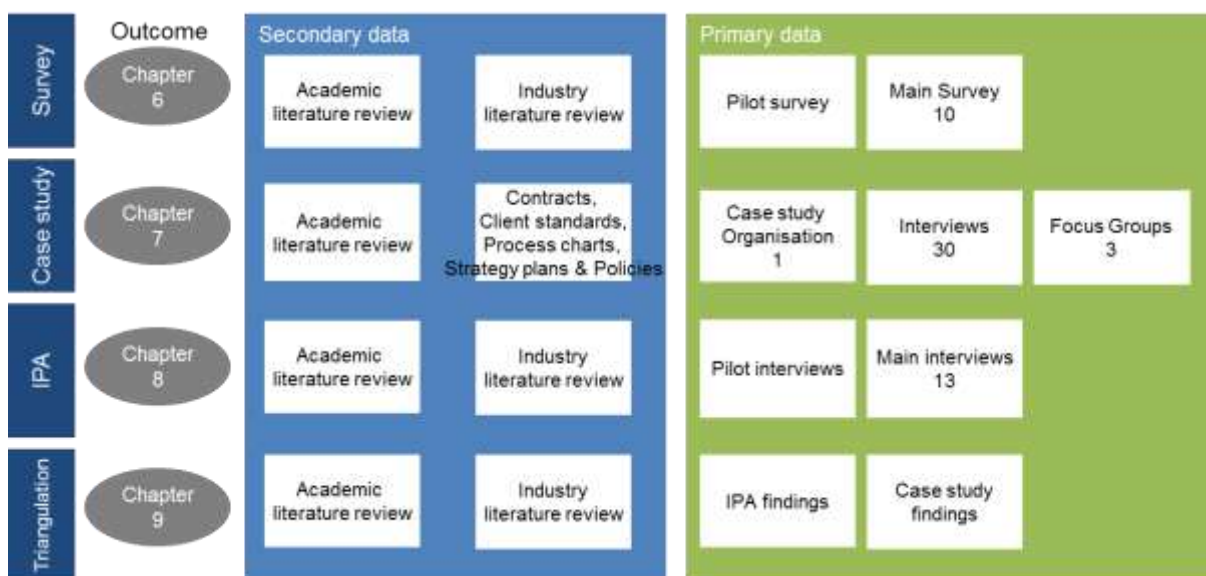 Outcome
Secondary data
Primary data
Survey
Chapter
6
Academic
literature review
Industry
literature review
Pilot survey
Main Survey
10
Case study
Chapter
7
Academic
literature review
Contracts,
Client standards,
Process charts,
Strategy plans & Policies
Case study
Organisation
1
Interviews
30
Focus Groups
3
IPA
Chapter
8
Academic
literature review
Industry
literature review
Pilot interviews
Main interviews
13
Triangulation
Chapter
9
Academic
literature review
Industry
literature review
IPA findings
Case study
findings